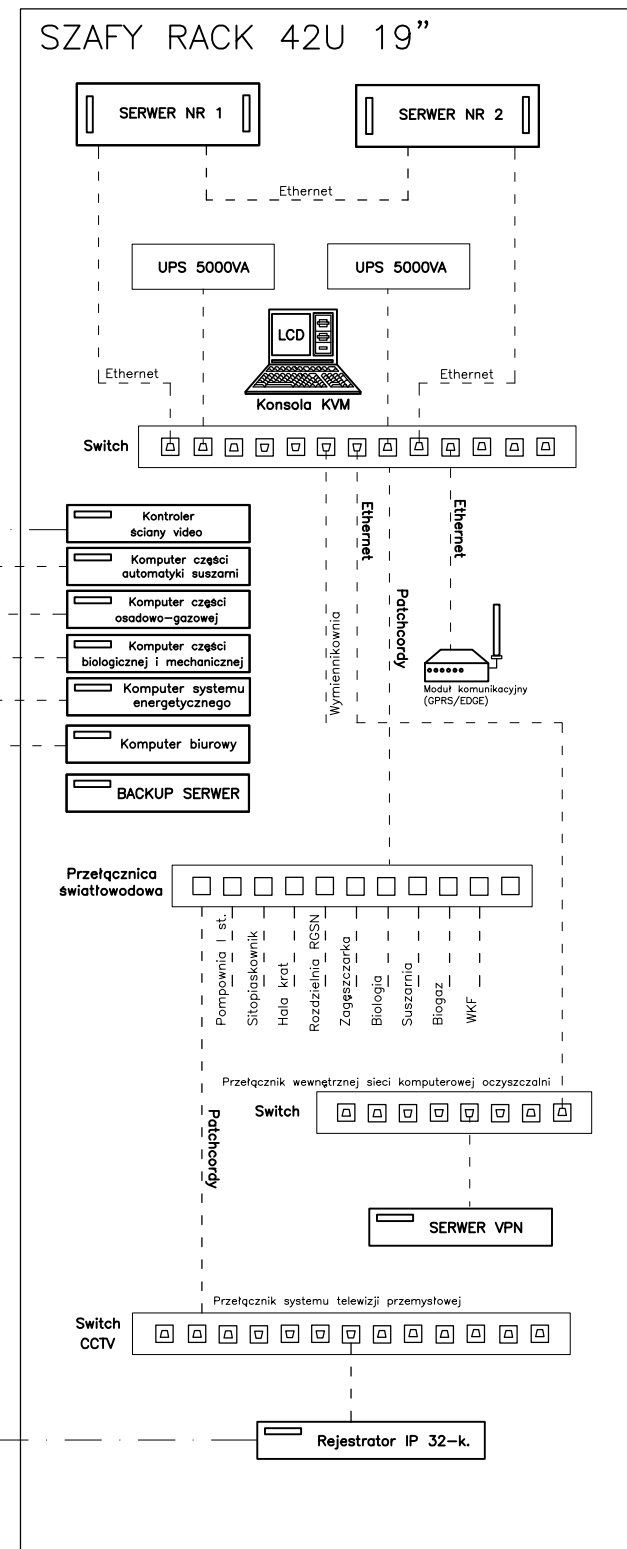 SZAFY RACK 42U 19”
SERWER NR 1
SERWER NR 2
Ethernet
UPS 5000VA
UPS 5000VA
LCD
Ethernet
Ethernet
Konsola KVM
Switch
Ethernet
Ethernet
Patchcordy
Wymiennikownia
Kontroler
ściany video
Komputer części
automatyki suszarni
Komputer części
osadowo-gazowej
Komputer części
biologicznej i mechanicznej
Komputer systemu
energetycznego
Komputer biurowy
BACKUP SERWER
Moduł komunikacyjny
(GPRS/EDGE)
Przełącznica
światłowodowa
Pompownia I st.
Sitopiaskownik
Hala krat
Rozdzielnia RGSN
Zagęszczarka
Biologia
Suszarnia
Biogaz
WKF
Przełącznik wewnętrznej sieci komputerowej oczyszczalni
Switch
Patchcordy
SERWER VPN
Przełącznik systemu telewizji przemysłowej
Switch
CCTV
Rejestrator IP 32-k.